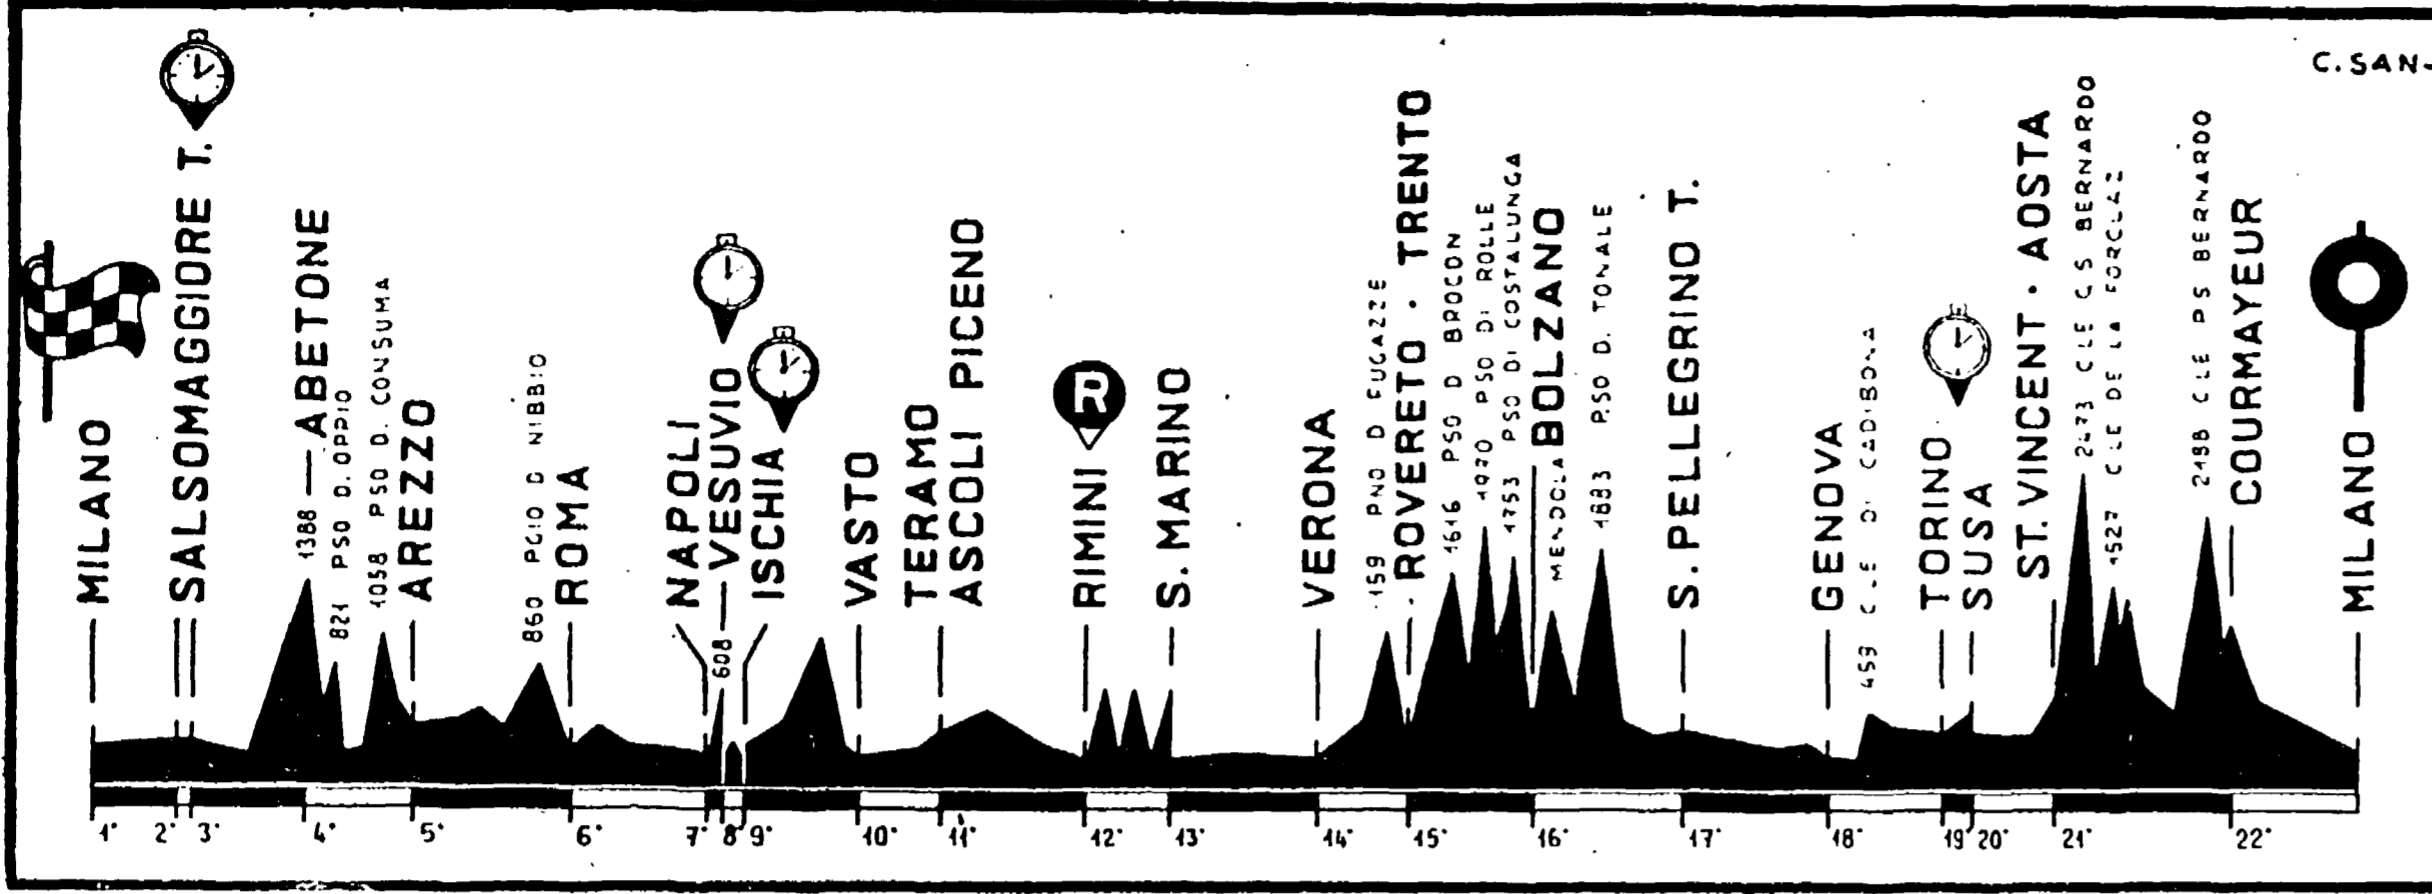 C. SAN-
MILANO
SALSOMAGGIORE T.
1388 — ABETONE
821 PSO D. OPPIO
1058 PSO D. CONSUMA
AREZZO
860 PGIO D NIBBIO
ROMA
NAPOLI
608 — VESUVIO
ISCHIA
VASTO
TERAMO
ASCOLI PICENO
R
RIMINI
S. MARINO
VERONA
PNO D FUGAZZE
ROVERETO · TRENTO
1616 PSO D BROCON
1970 PSO DI ROLLE
1753 PSO DI COSTALUNGA
BOLZANO
MENDOLA
1883 P.SO D. TONALE
S. PELLEGRINO T.
GENOVA
459 CLE DI CADIBONA
TORINO
SUSA
ST. VINCENT · AOSTA
2473 CLE G S BERNARDO
1527 CLE DE LA FORCLAZ
2188 CLE PS BERNARDO
COURMAYEUR
MILANO
1° 2° 3° 4° 5° 6° 7° 8° 9° 10° 11° 12° 13° 14° 15° 16° 17° 18° 19° 20° 21° 22°